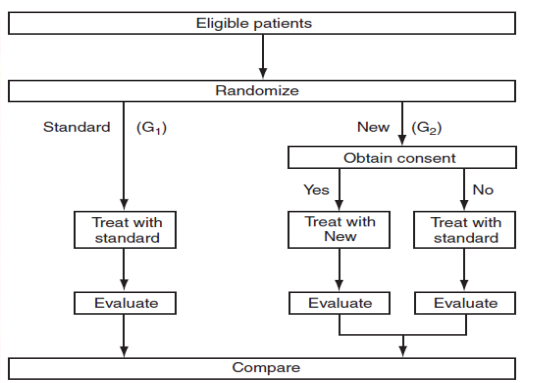 Eligible patients
Randomize
Standard (G₁)
New (G₂)
Obtain consent
Yes
No
Treat with
standard
Treat with
New
Treat with
standard
Evaluate
Evaluate
Evaluate
Compare